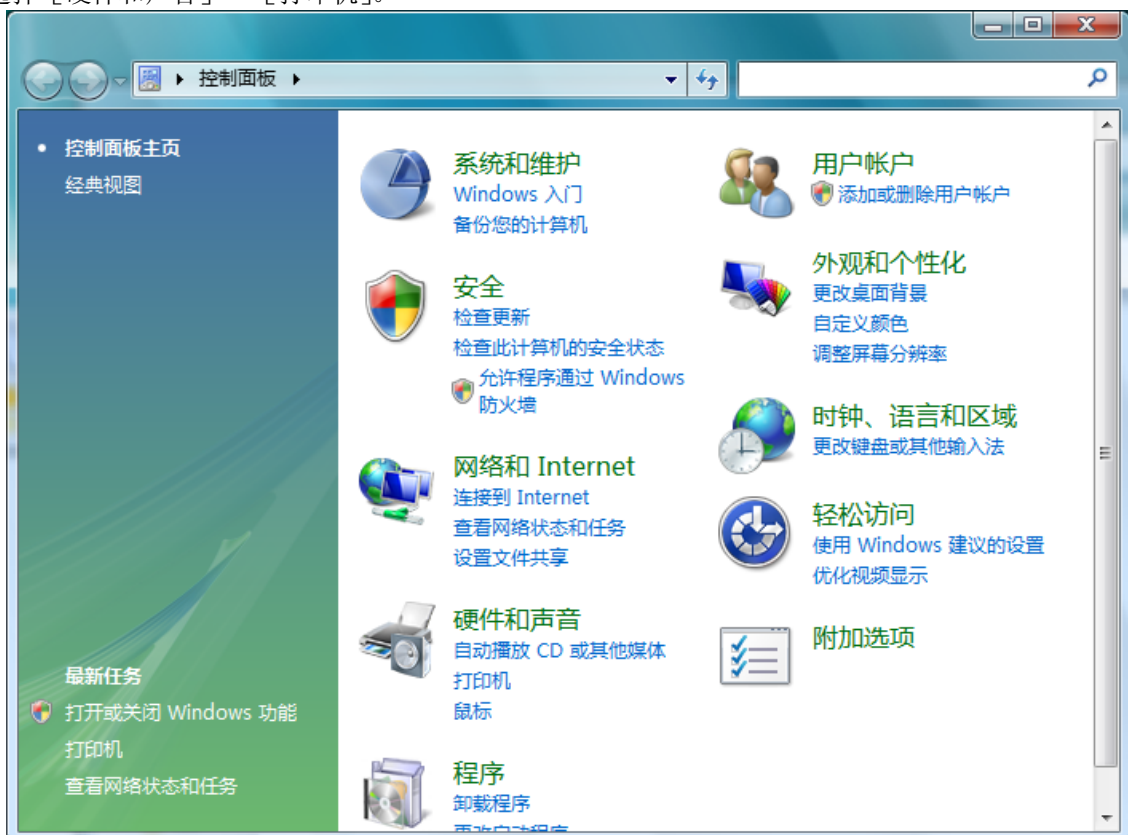 控制面板
控制面板主页
经典视图
最新任务
打开或关闭 Windows 功能
打印机
查看网络状态和任务
系统和维护
Windows 入门
备份您的计算机
安全
检查更新
检查此计算机的安全状态
允许程序通过 Windows
防火墙
网络和 Internet
连接到 Internet
查看网络状态和任务
设置文件共享
硬件和声音
自动播放 CD 或其他媒体
打印机
鼠标
程序
卸载程序
更改启动程序
用户帐户
添加或删除用户帐户
外观和个性化
更改桌面背景
自定义颜色
调整屏幕分辨率
时钟、语言和区域
更改键盘或其他输入法
轻松访问
使用 Windows 建议的设置
优化视频显示
附加选项